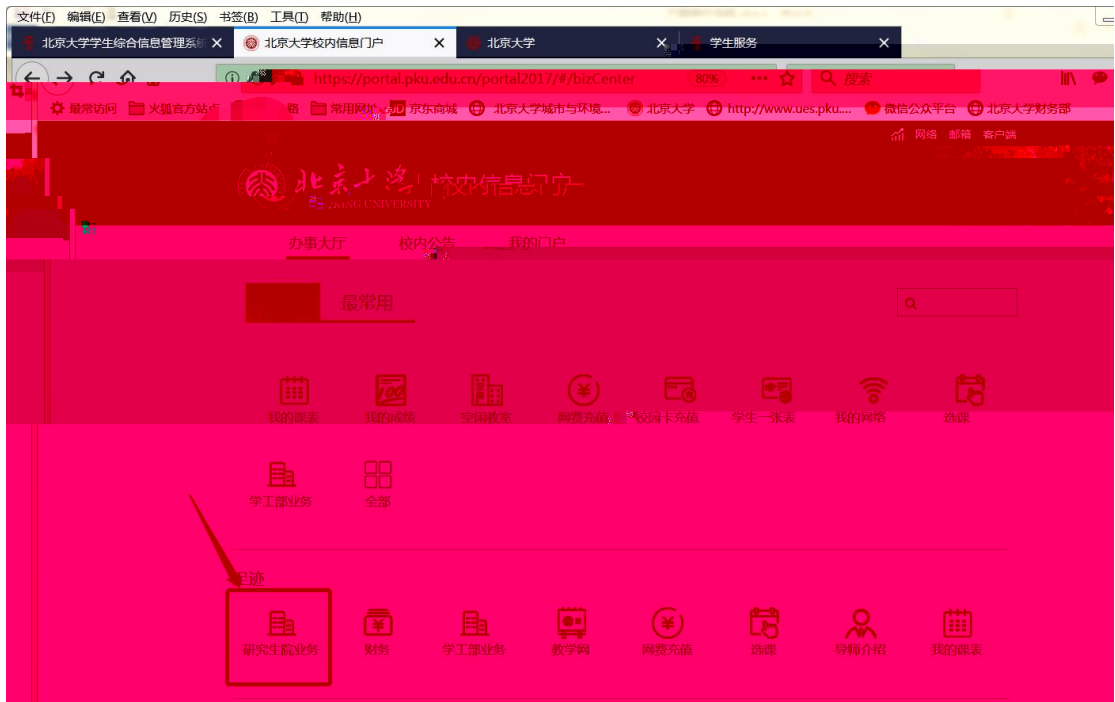 文件(F) 编辑(E) 查看(V) 历史(S) 书签(B) 工具(T) 帮助(H)
北京大学学生综合信息管理系统 北京大学校内信息门户 北京大学 学生服务
https://portal.pku.edu.cn/portal2017/#/bizCenter 80% 搜索
最常访问 火狐官方站点 常用网址 京东商城 北京大学城市与环境... 北京大学 http://www.ues.pku.... 微信公众平台 北京大学财务部
网络 邮箱 客户端
北京大学 校内信息门户
PEKING UNIVERSITY
办事大厅 校内公告 我的门户
最常用
我的课表 我的成绩 空闲教室 网费充值 校园卡充值 学生一张表 我的网络 选课
学工部业务 全部
足迹
研究生院业务 财务 学工部业务 教学网 网费充值 选课 导师介绍 我的课表